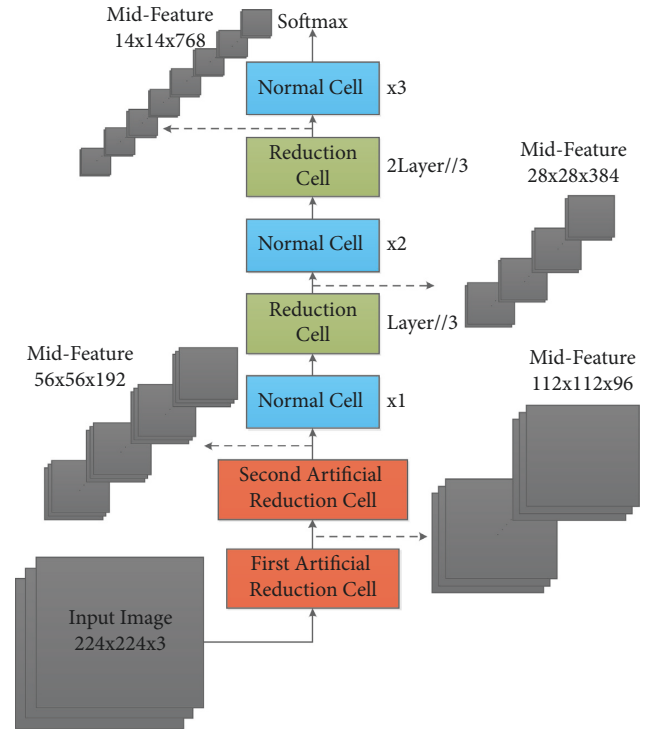 Mid-Feature
14x14x768
Softmax
Normal Cell
x3
Reduction
Cell
2Layer//3
Mid-Feature
28x28x384
Normal Cell
x2
Reduction
Cell
Layer//3
Mid-Feature
56x56x192
Mid-Feature
112x112x96
Normal Cell
x1
Second Artificial
Reduction Cell
First Artificial
Reduction Cell
Input Image
224x224x3